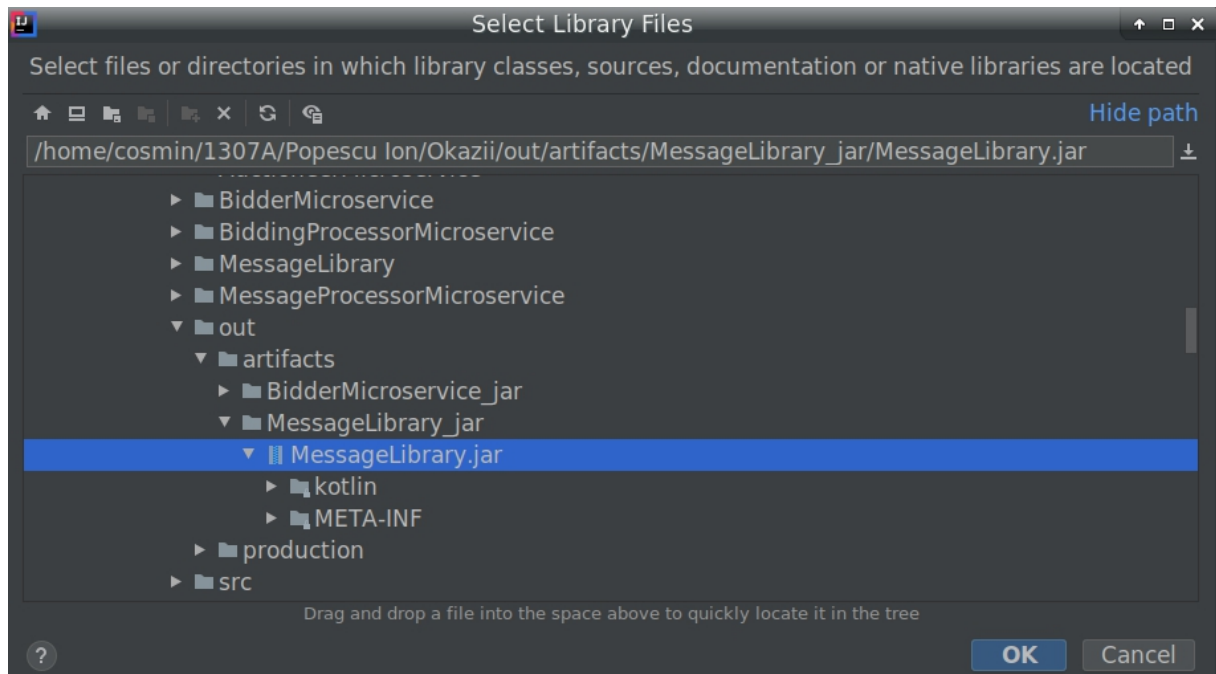 Select Library Files
Select files or directories in which library classes, sources, documentation or native libraries are located
Hide path
/home/cosmin/1307A/Popescu Ion/Okazii/out/artifacts/MessageLibrary_jar/MessageLibrary.jar
BidderMicroservice
BiddingProcessorMicroservice
MessageLibrary
MessageProcessorMicroservice
out
artifacts
BidderMicroservice_jar
MessageLibrary_jar
MessageLibrary.jar
kotlin
META-INF
production
src
Drag and drop a file into the space above to quickly locate it in the tree
? OK Cancel